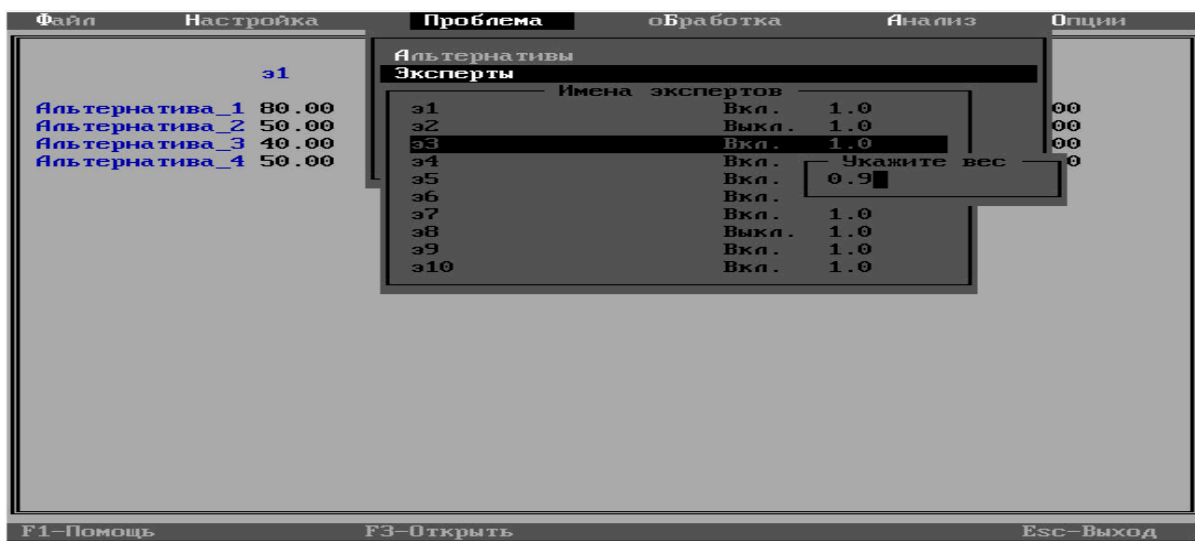 Файл Настройка Проблема оБработка Анализ Опции
Альтернативы
э1 Эксперты
Имена экспертов
Альтернатива_1 80.00 э1 Вкл. 1.0 00
Альтернатива_2 50.00 э2 Выкл. 1.0 00
Альтернатива_3 40.00 э3 Вкл. 1.0 00
Альтернатива_4 50.00 э4 Вкл. Укажите вес 0
э5 Вкл. 0.9
э6 Вкл.
э7 Вкл. 1.0
э8 Выкл. 1.0
э9 Вкл. 1.0
э10 Вкл. 1.0
F1-Помощь F3-Открыть Esc-Выход